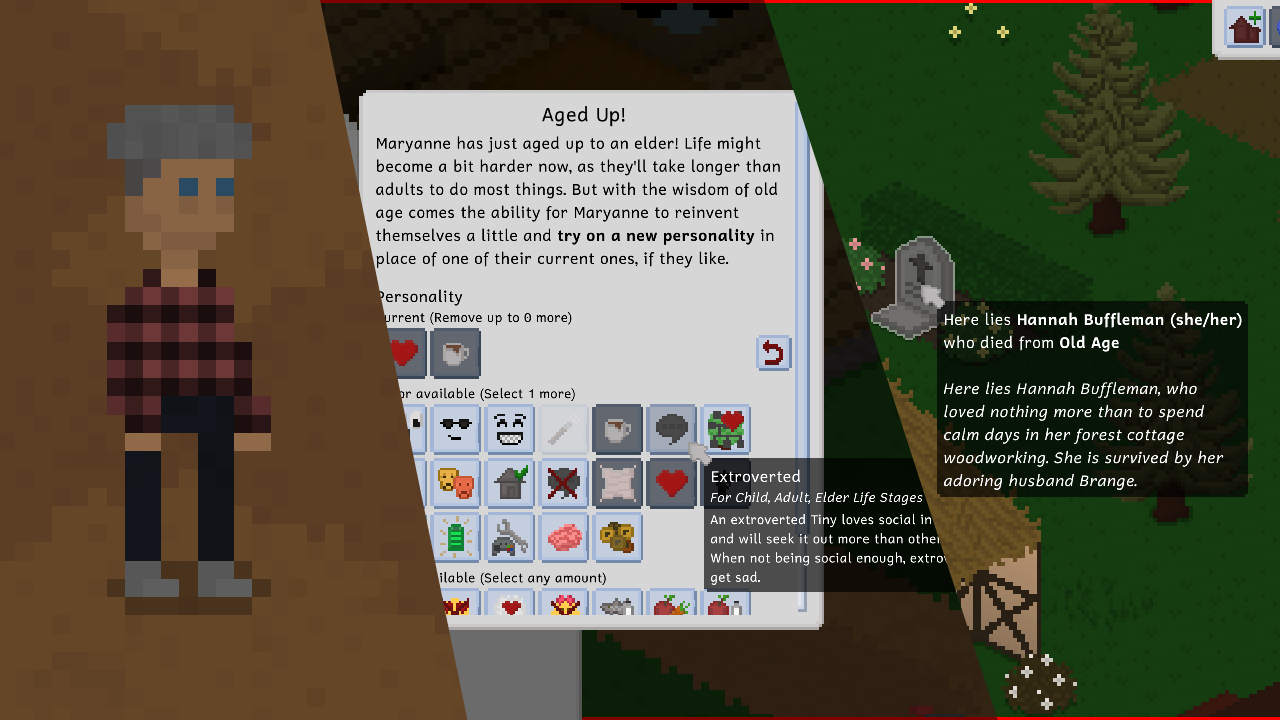 Aged Up!
Maryanne has just aged up to an elder! Life might
become a bit harder now, as they'll take longer than
adults to do most things. But with the wisdom of old
age comes the ability for Maryanne to reinvent
themselves a little and try on a new personality in
place of one of their current ones, if they like.
Personality
urrent (Remove up to 0 more)
or available (Select 1 more)
Extroverted
For Child, Adult, Elder Life Stages
An extroverted Tiny loves social in
and will seek it out more than other
When not being social enough, extro
get sad.
ilable (Select any amount)
Here lies Hannah Buffleman (she/her)
who died from Old Age
Here lies Hannah Buffleman, who
loved nothing more than to spend
calm days in her forest cottage
woodworking. She is survived by her
adoring husband Brange.